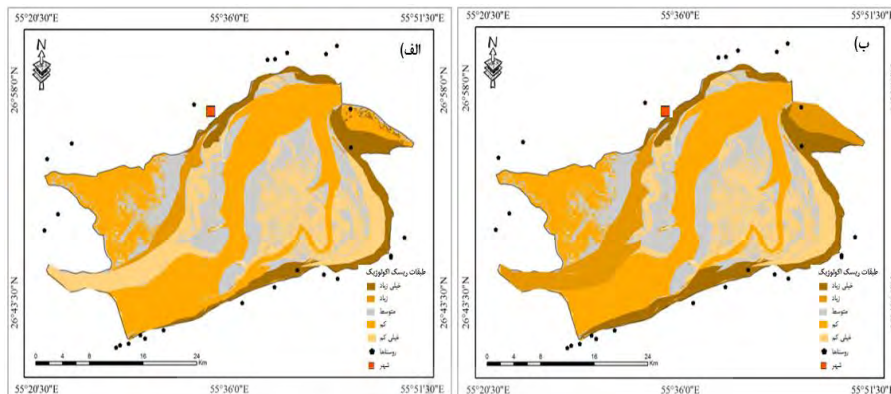 55°20'30"E 55°36'0"E 55°51'30"E
26°58'0"N
26°43'30"N
N
الف)
طبقات ریسک اکولوژیک
خیلی زیاد
زیاد
متوسط
کم
خیلی کم
روستاها
شهر
0 4 8 16 24
55°20'30"E 55°36'0"E 55°51'30"E
55°20'30"E 55°36'0"E 55°51'30"E
26°58'0"N
26°43'30"N
N
ب)
طبقات ریسک اکولوژیک
خیلی زیاد
زیاد
متوسط
کم
خیلی کم
روستاها
شهر
0 4 8 16 24
55°20'30"E 55°36'0"E 55°51'30"E